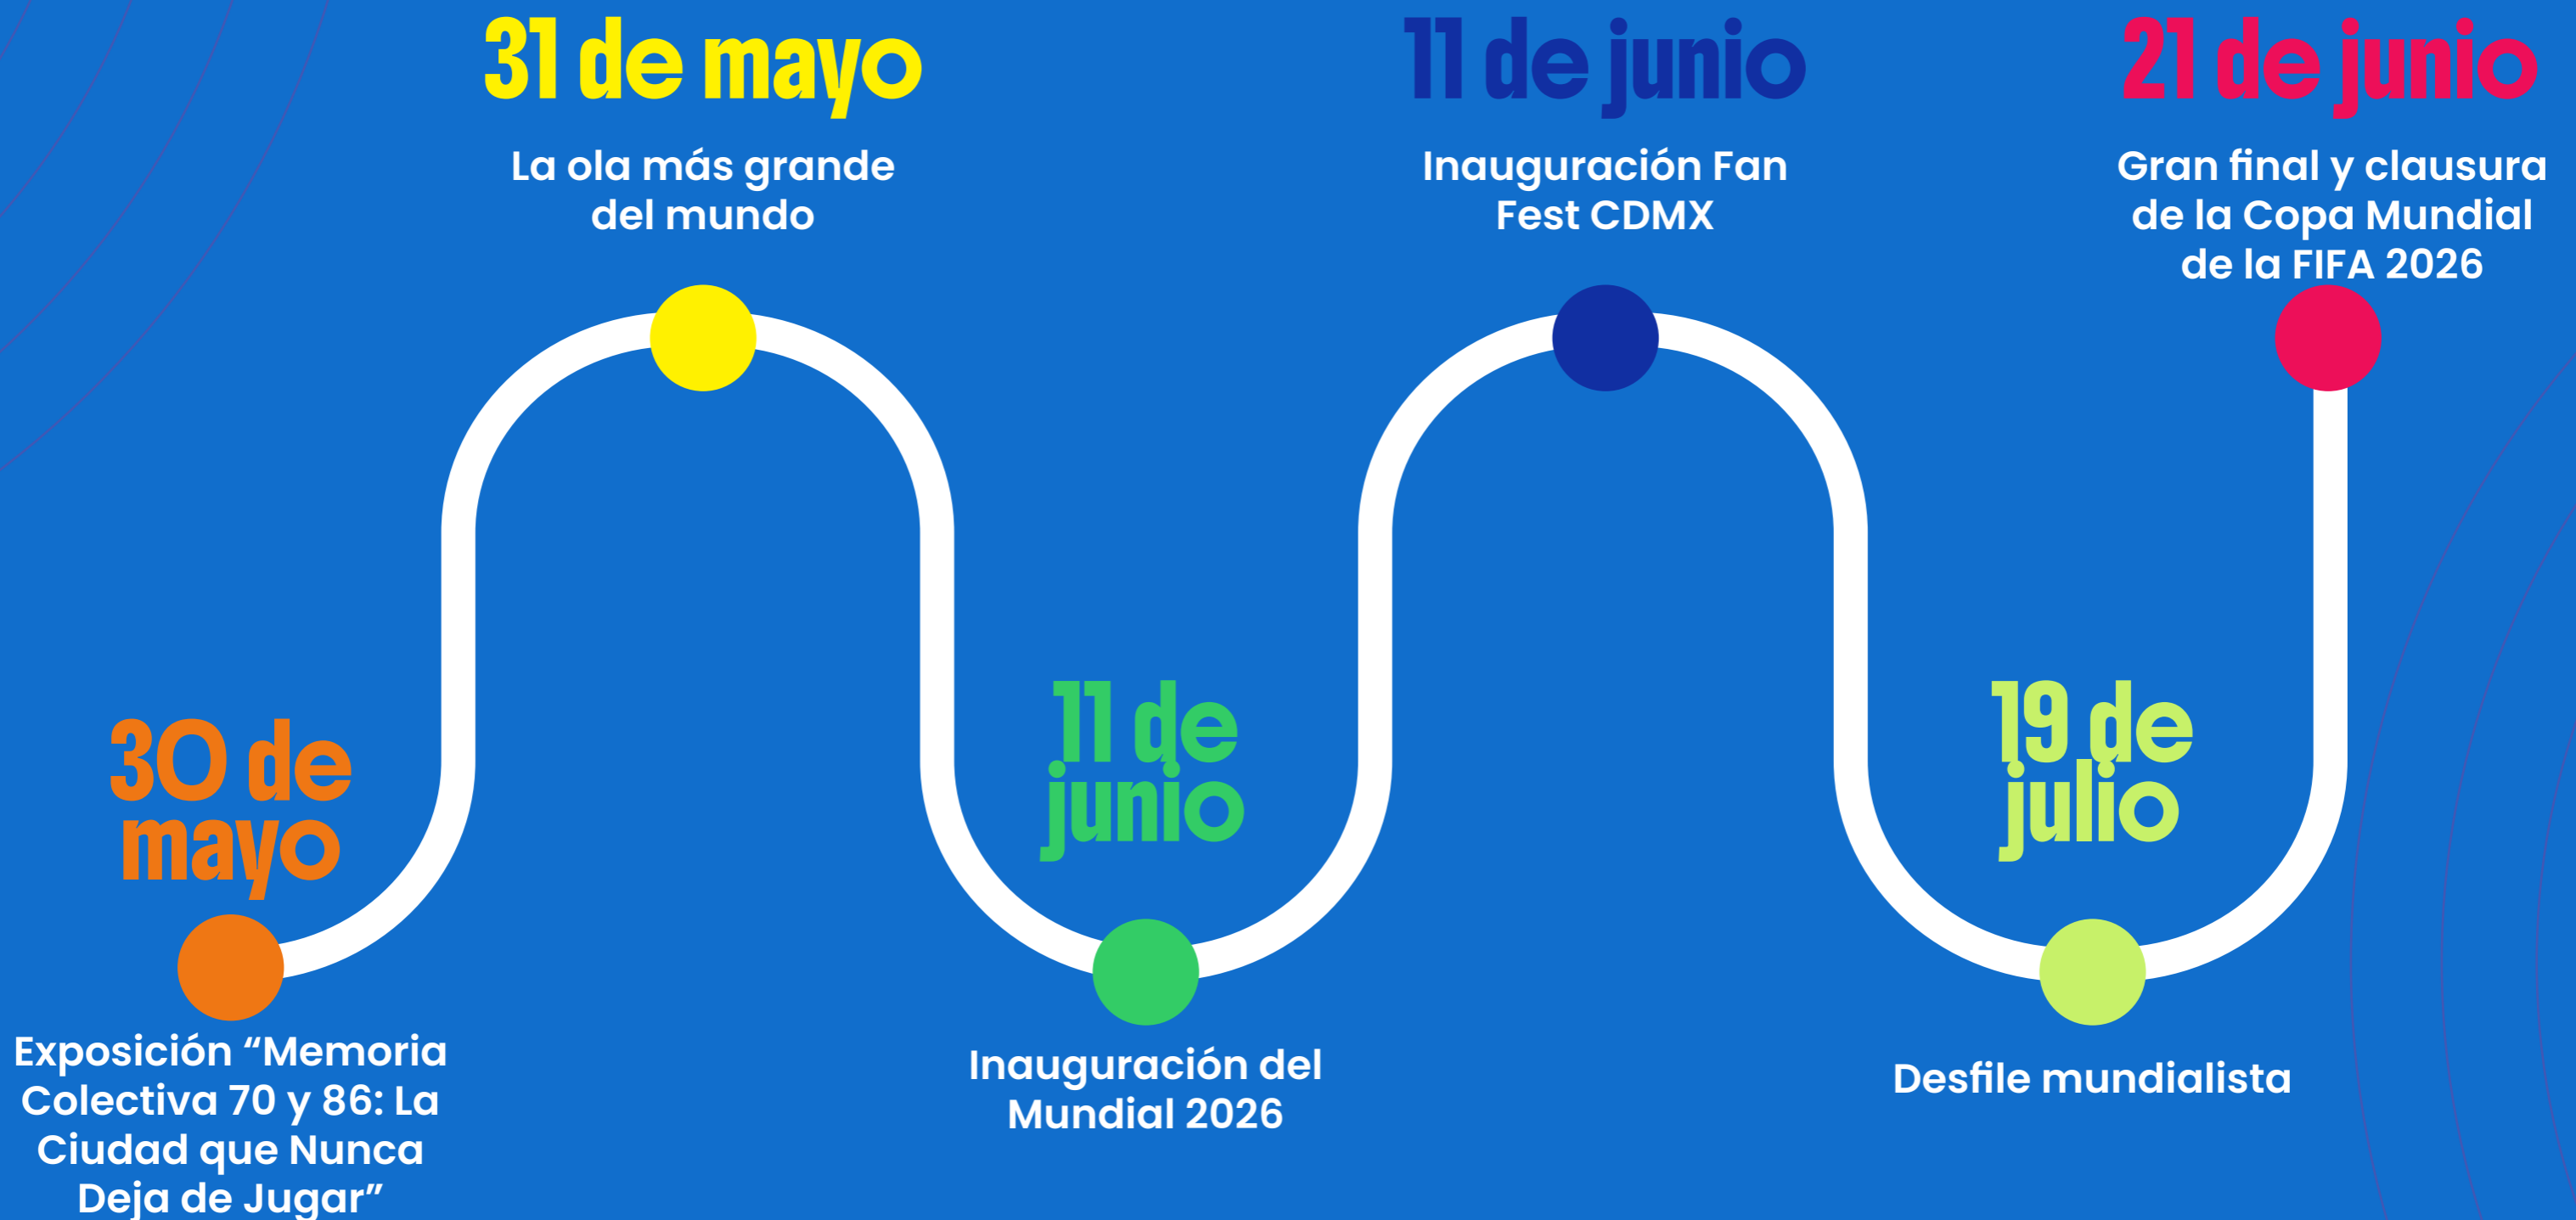 31 de mayo
La ola más grande
del mundo
11 de junio
Inauguración Fan
Fest CDMX
21 de junio
Gran final y clausura
de la Copa Mundial
de la FIFA 2026
30 de
mayo
Exposición “Memoria
Colectiva 70 y 86: La
Ciudad que Nunca
Deja de Jugar”
11 de
junio
Inauguración del
Mundial 2026
19 de
julio
Desfile mundialista